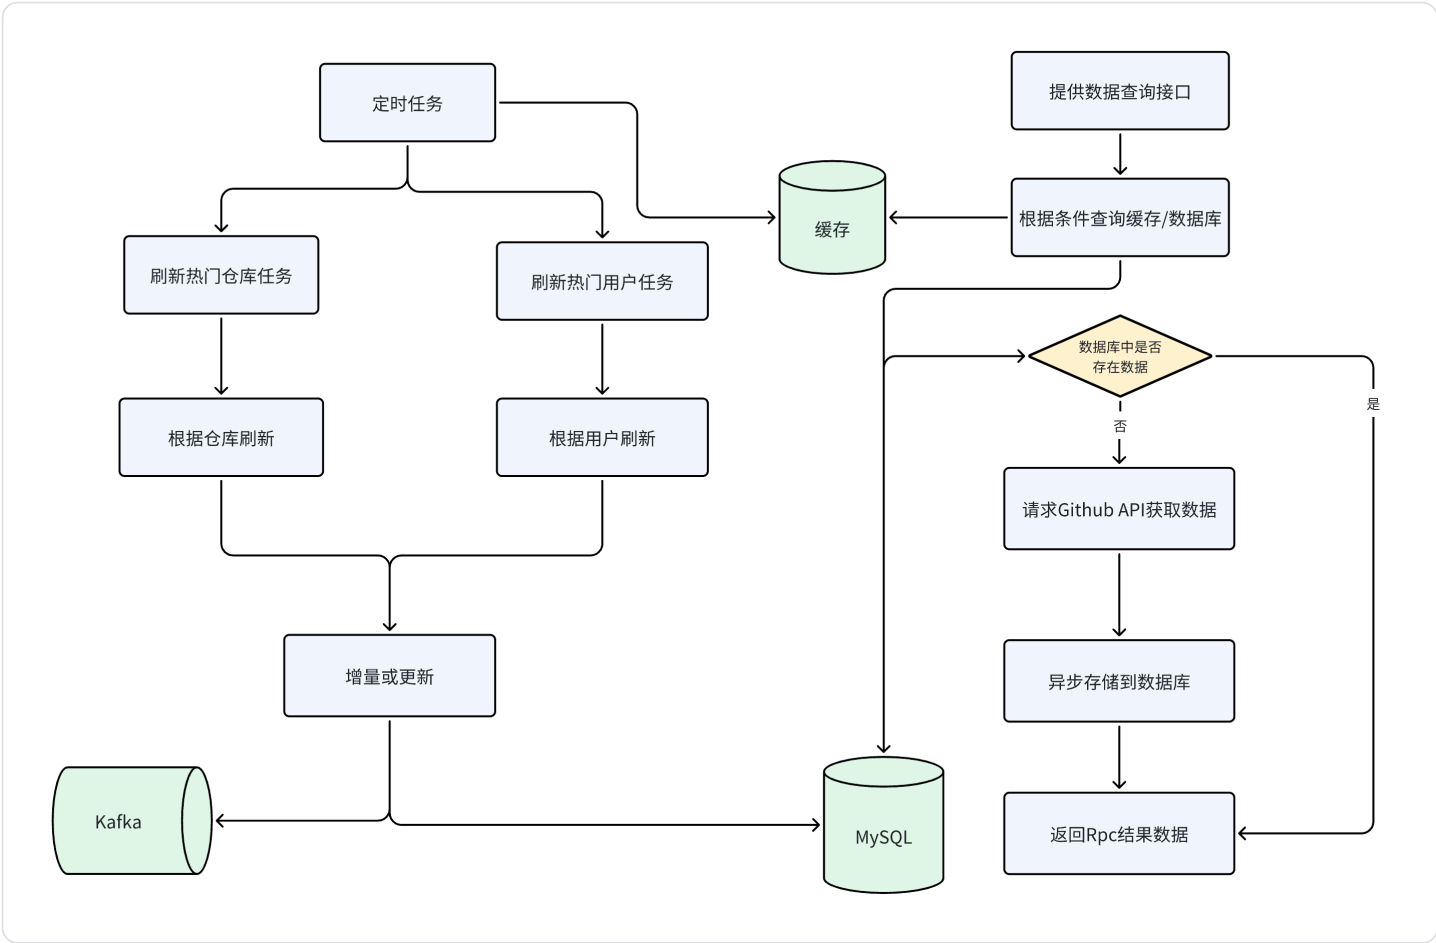 定时任务
提供数据查询接口
根据条件查询缓存/数据库
缓存
刷新热门仓库任务
刷新热门用户任务
数据库中是否
存在数据
是
否
根据仓库刷新
根据用户刷新
请求Github API获取数据
增量或更新
异步存储到数据库
Kafka
MySQL
返回Rpc结果数据